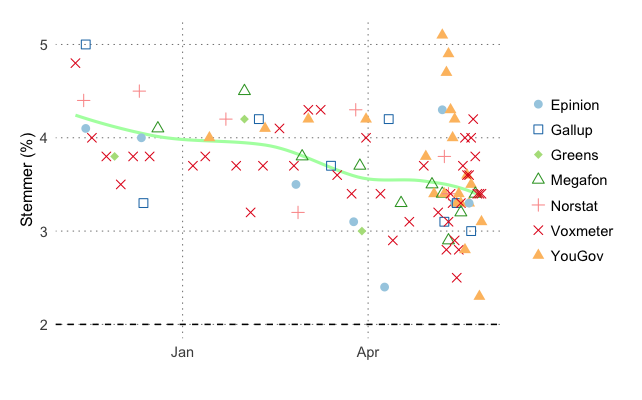 5
4
3
2
Stemmer (%)
Jan
Apr
Epinion
Gallup
Greens
Megafon
Norstat
Voxmeter
YouGov